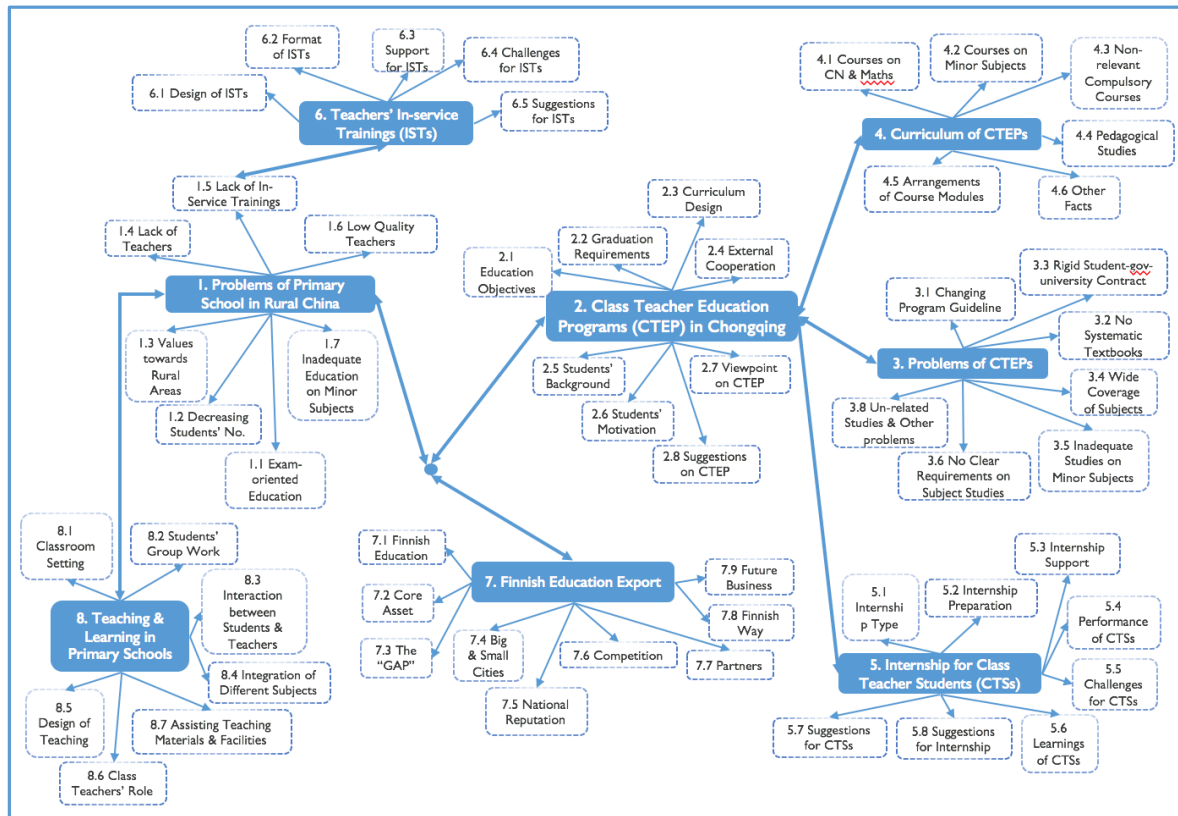 6.2 Format
of ISTs
6.3
Support
for ISTs
6.4 Challenges
for ISTs
6.1 Design of ISTs
6.5 Suggestions
for ISTs
6. Teachers' In-service
Trainings (ISTs)
1.5 Lack of In-
Service Trainings
1.4 Lack of
Teachers
1.6 Low Quality
Teachers
1. Problems of Primary
School in Rural China
1.3 Values
towards
Rural
Areas
1.7
Inadequate
Education
on Minor
Subjects
1.2 Decreasing
Students' No.
1.1 Exam-
oriented
Education
2.3 Curriculum
Design
2.2 Graduation
Requirements
2.1
Education
Objectives
2.4 External
Cooperation
2. Class Teacher Education
Programs (CTEP) in Chongqing
2.5 Students'
Background
2.7 Viewpoint
on CTEP
2.6 Students'
Motivation
2.8 Suggestions
on CTEP
4.1 Courses on
CN & Maths
4.2 Courses on
Minor Subjects
4.3 Non-
relevant
Compulsory
Courses
4. Curriculum of CTEPs
4.4 Pedagogical
Studies
4.5 Arrangements
of Course Modules
4.6 Other
Facts
3.3 Rigid Student-gov-
university Contract
3.1 Changing
Program Guideline
3.2 No
Systematic
Textbooks
3. Problems of CTEPs
3.4 Wide
Coverage
of Subjects
3.8 Un-related
Studies & Other
problems
3.6 No Clear
Requirements on
Subject Studies
3.5 Inadequate
Studies on
Minor Subjects
8.1
Classroom
Setting
8.2 Students'
Group Work
8.3
Interaction
between
Students &
Teachers
8. Teaching &
Learning in
Primary Schools
8.4 Integration of
Different Subjects
8.5
Design of
Teaching
8.7 Assisting Teaching
Materials & Facilities
8.6 Class
Teachers' Role
7.1 Finnish
Education
7.2 Core
Asset
7.3 The
“GAP”
7. Finnish Education Export
7.9 Future
Business
7.8 Finnish
Way
7.4 Big
& Small
Cities
7.6 Competition
7.7 Partners
7.5 National
Reputation
5.3 Internship
Support
5.1
Internshi
p Type
5.2 Internship
Preparation
5.4
Performance
of CTSs
5. Internship for Class
Teacher Students (CTSs)
5.5
Challenges
for CTSs
5.7 Suggestions
for CTSs
5.8 Suggestions
for Internship
5.6
Learnings
of CTSs